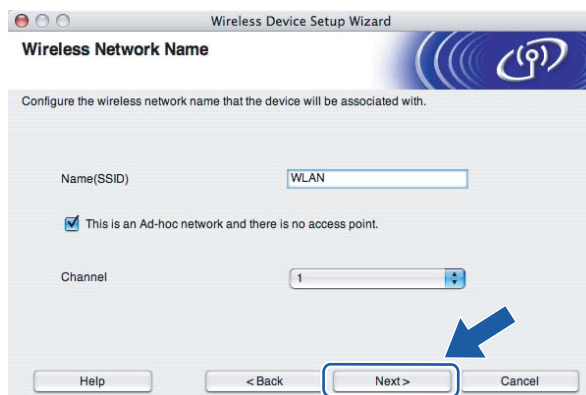 Wireless Device Setup Wizard
Wireless Network Name
Configure the wireless network name that the device will be associated with.
Name(SSID) WLAN
This is an Ad-hoc network and there is no access point.
Channel 1
Help < Back Next > Cancel